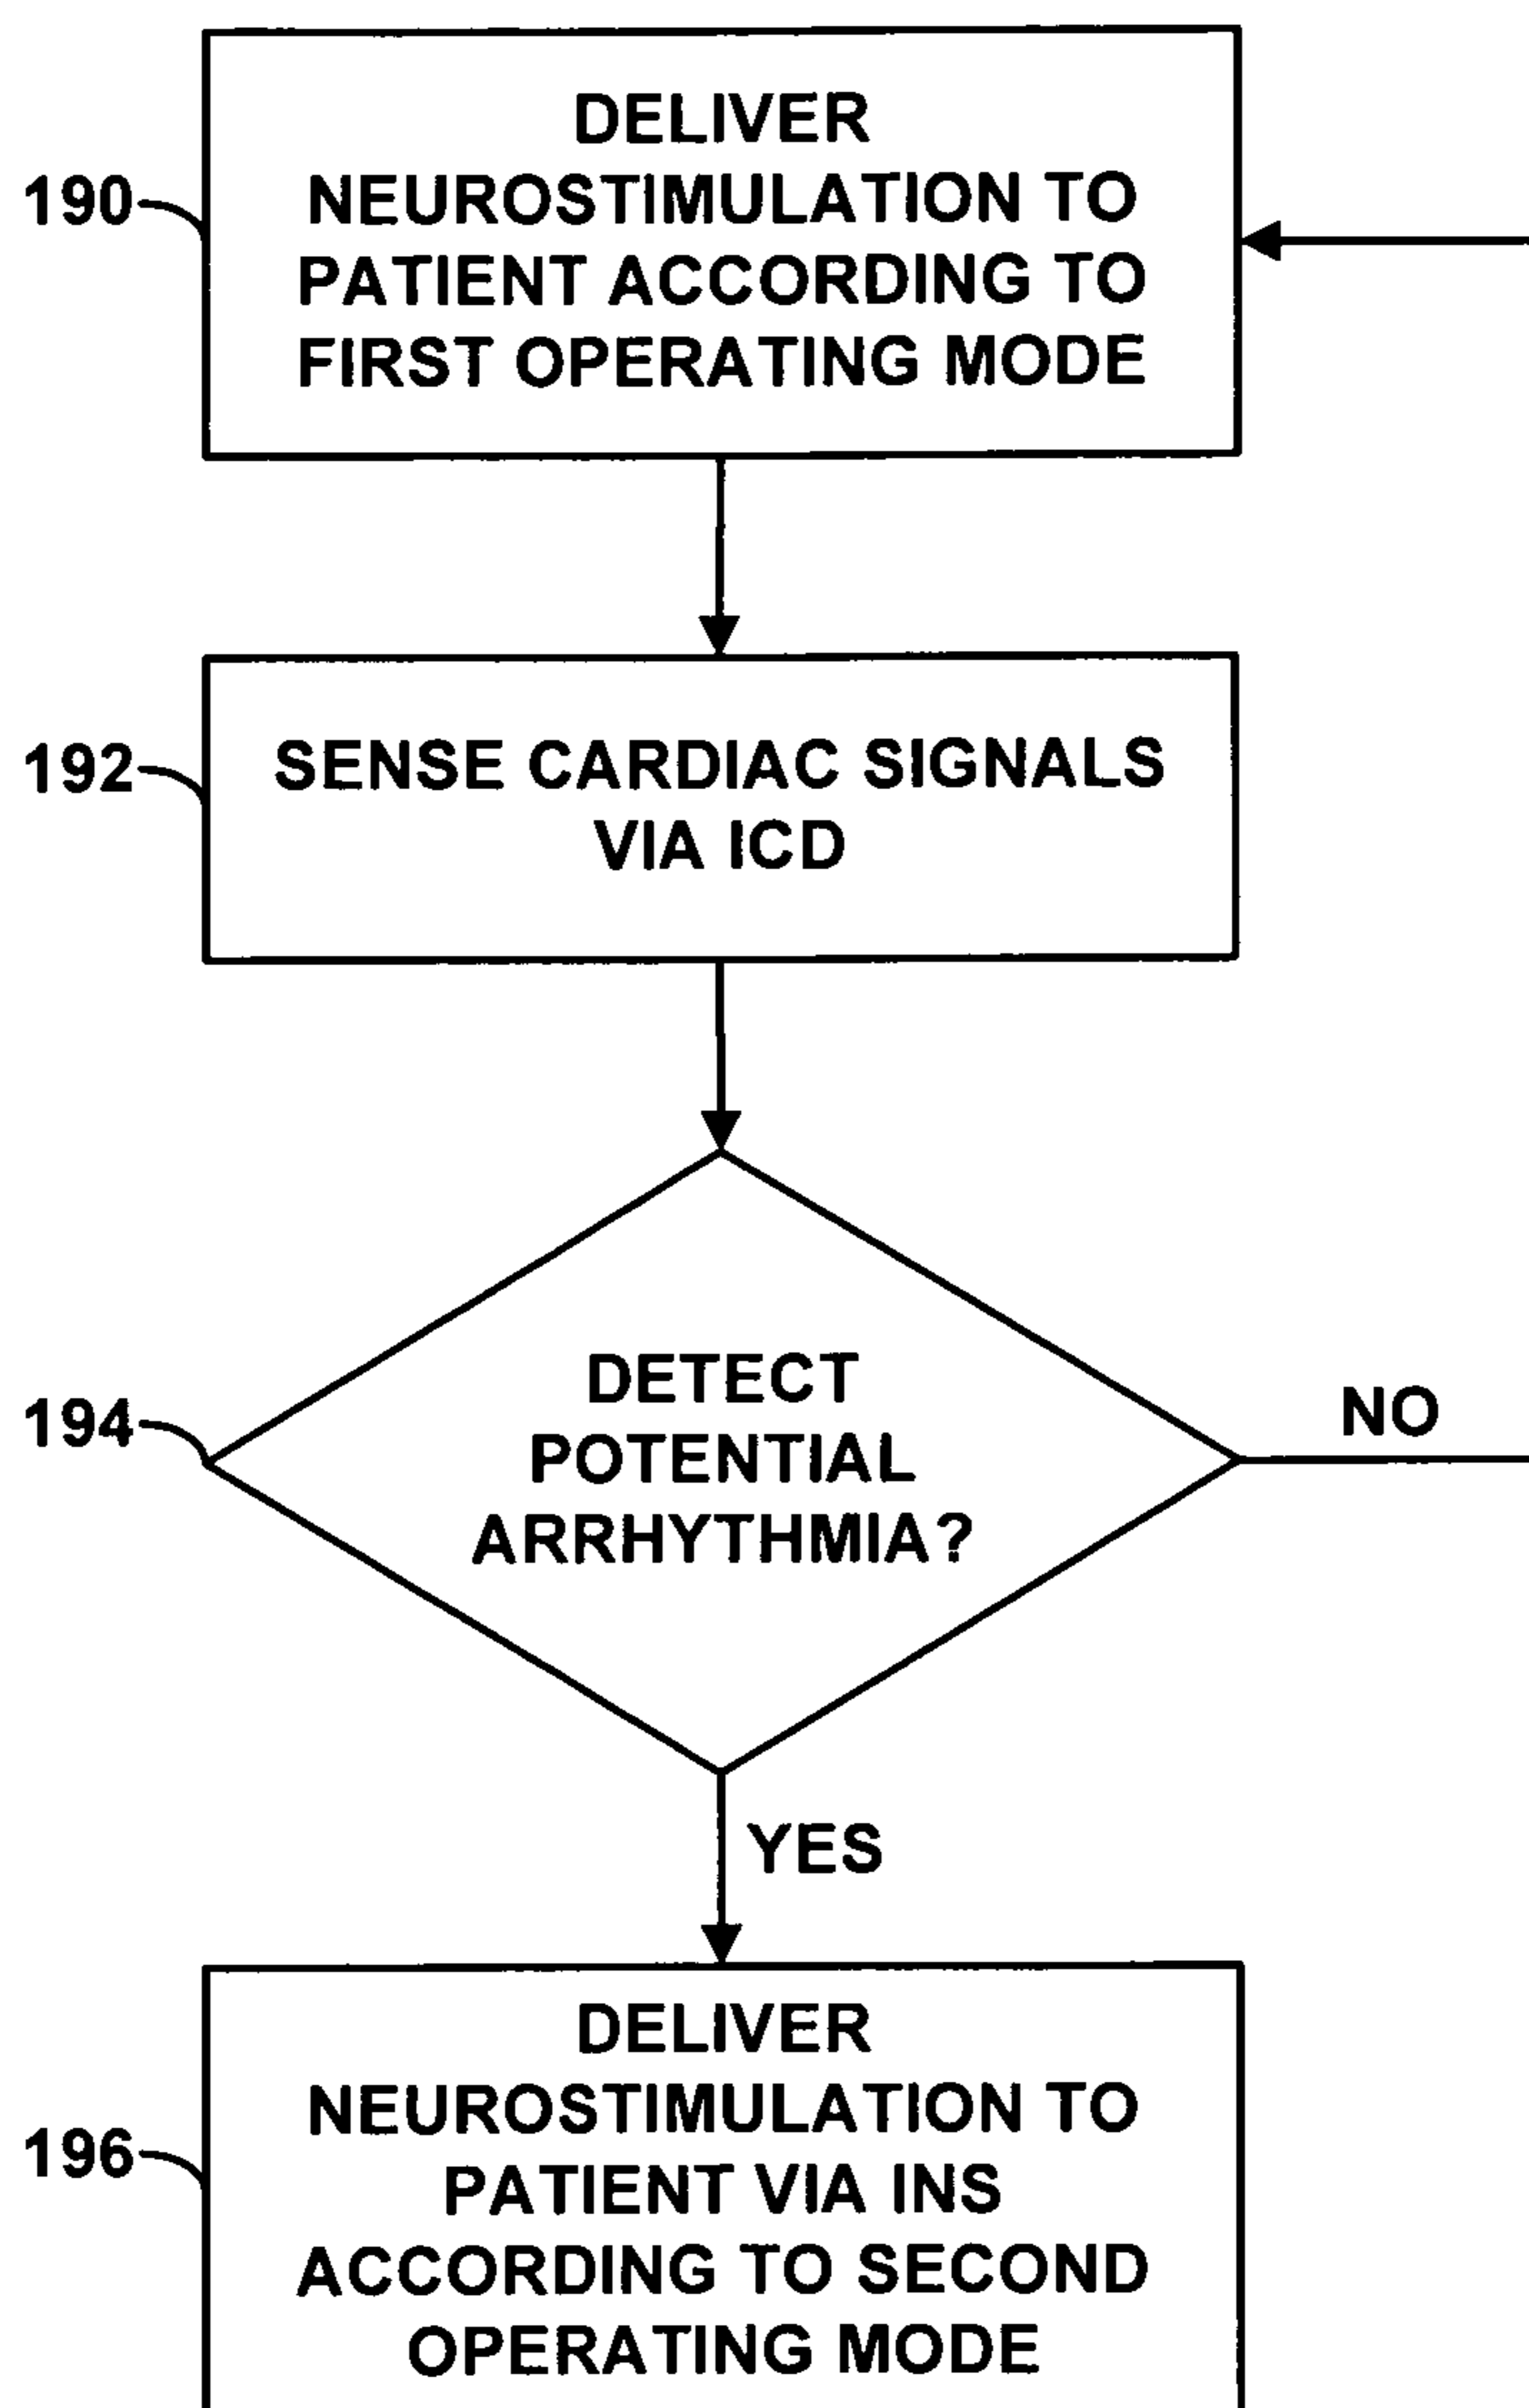 DELIVER
NEUROSTIMULATION TO
PATIENT ACCORDING TO
FIRST OPERATING MODE
190
SENSE CARDIAC SIGNALS
VIA ICD
192
DETECT
POTENTIAL
ARRHYTHMIA?
194
NO
YES
DELIVER
NEUROSTIMULATION TO
PATIENT VIA INS
ACCORDING TO SECOND
OPERATING MODE
196